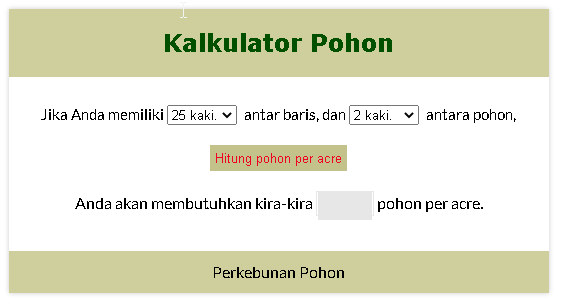 Kalkulator Pohon
Jika Anda memiliki 25 kaki. antar baris, dan 2 kaki. antara pohon,
Hitung pohon per acre
Anda akan membutuhkan kira-kira pohon per acre.
Perkebunan Pohon